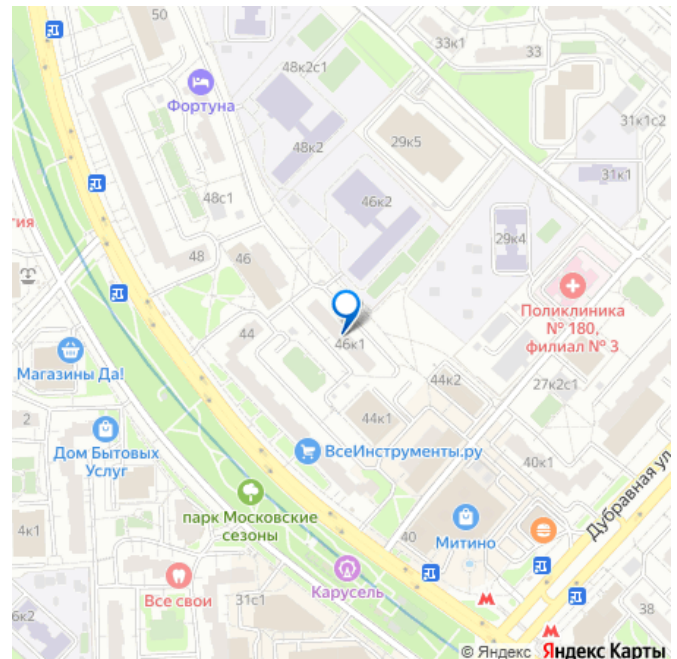 50
33к1
33
48к2с1
Фортуна
31к1с2
29к5
48к2
31к1
46к2
48с1
29к4
тия
48
46
Поликлиника
№ 180,
филиал № 3
44
46к1
Магазины Да!
44к2
27к2с1
2
44к1
Дом Бытовых
Услуг
ВсеИнструменты.ру
40к1
Дубравная ул
парк Московские
сезоны
4к1
40
Митино
Карусель
Все свои
31с1
6к2
38
© Яндекс Яндекс Карты